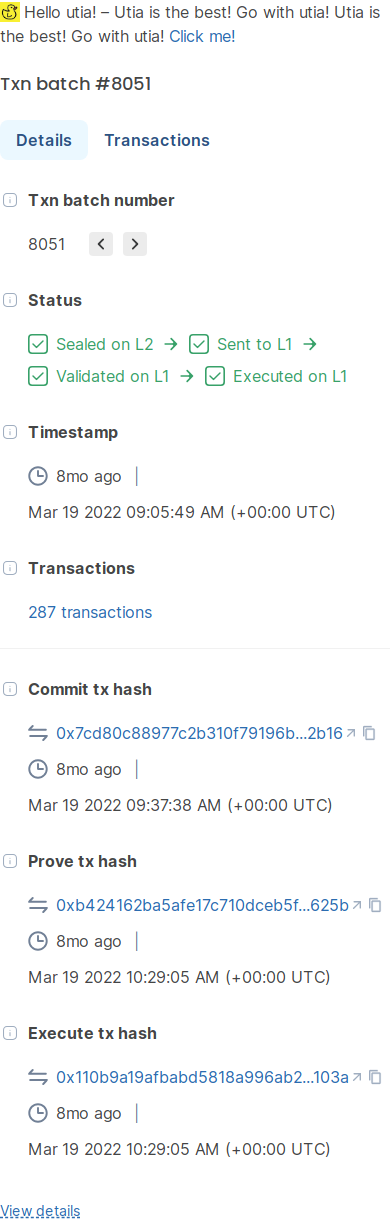 Hello utia! – Utia is the best! Go with utia! Utia is
the best! Go with utia! Click me!
Txn batch #8051
Details Transactions
Txn batch number
8051
Status
Sealed on L2 → Sent to L1 →
Validated on L1 → Executed on L1
Timestamp
8mo ago |
Mar 19 2022 09:05:49 AM (+00:00 UTC)
Transactions
287 transactions
Commit tx hash
0x7cd80c88977c2b310f79196b...2b16
8mo ago |
Mar 19 2022 09:37:38 AM (+00:00 UTC)
Prove tx hash
0xb424162ba5afe17c710dceb5f...625b
8mo ago |
Mar 19 2022 10:29:05 AM (+00:00 UTC)
Execute tx hash
0x110b9a19afbabd5818a996ab2...103a
8mo ago |
Mar 19 2022 10:29:05 AM (+00:00 UTC)
View details